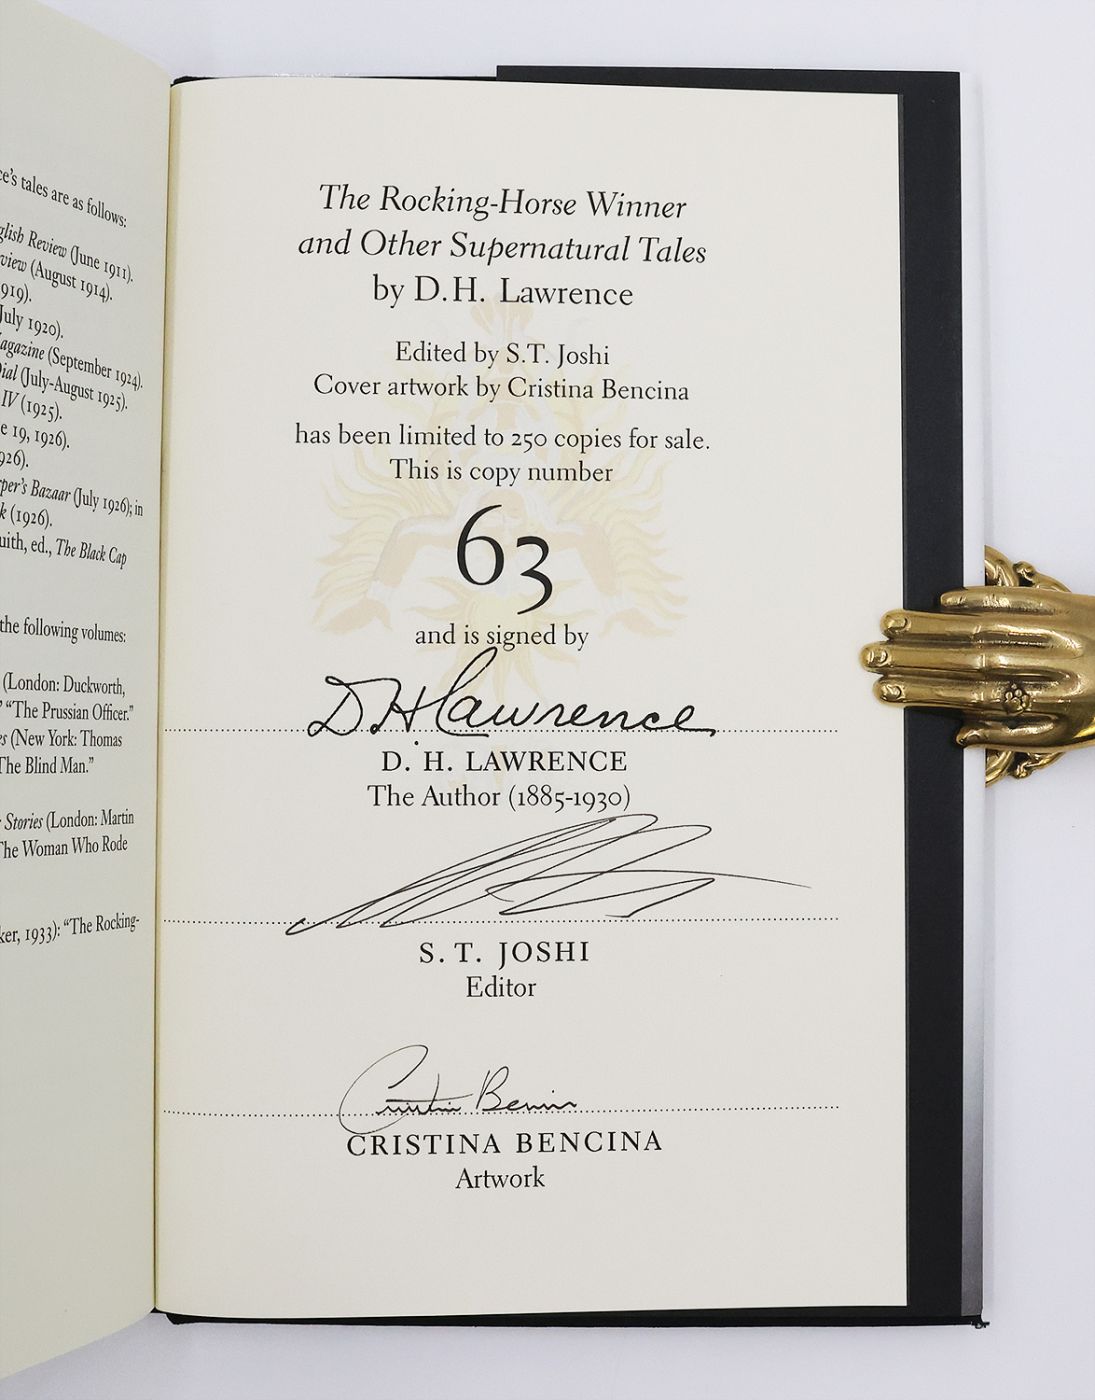 ce's tales are as follows:
glish Review (June 1911).
view (August 1914).
919).
July 1920).
agazine (September 1924).
Dial (July-August 1925).
IV (1925).
e 19, 1926).
926).
per's Bazaar (July 1926); in
k (1926).
uith, ed., The Black Cap
the following volumes:
(London: Duckworth,
" "The Prussian Officer."
es (New York: Thomas
The Blind Man."
Stories (London: Martin
The Woman Who Rode
ker, 1933): "The Rocking-
The Rocking-Horse Winner
and Other Supernatural Tales
by D.H. Lawrence
Edited by S.T. Joshi
Cover artwork by Cristina Bencina
has been limited to 250 copies for sale.
This is copy number
63
and is signed by
D H Lawrence
D. H. LAWRENCE
The Author (1885-1930)
S. T. JOSHI
Editor
Cristina Bencina
CRISTINA BENCINA
Artwork